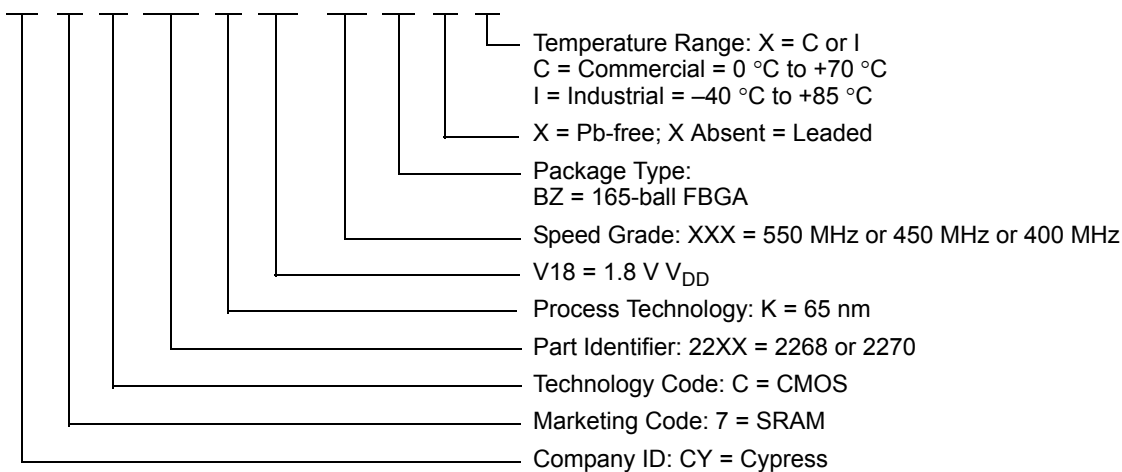 Temperature Range: X = C or I
C = Commercial = 0 °C to +70 °C
I = Industrial = –40 °C to +85 °C
X = Pb-free; X Absent = Leaded
Package Type:
BZ = 165-ball FBGA
Speed Grade: XXX = 550 MHz or 450 MHz or 400 MHz
V18 = 1.8 V VDD
Process Technology: K = 65 nm
Part Identifier: 22XX = 2268 or 2270
Technology Code: C = CMOS
Marketing Code: 7 = SRAM
Company ID: CY = Cypress